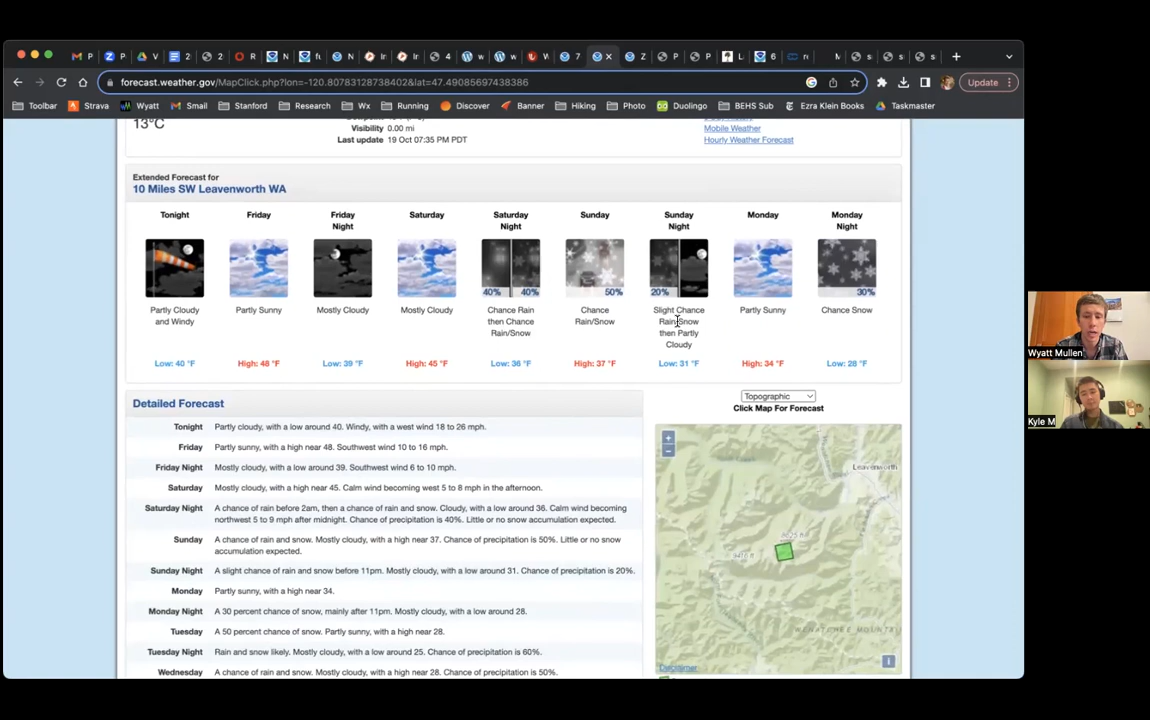 P
P
V
2
2
R
N
f
N
Ir
Ir
4
w
w
V
7
X
Z
P
P
L
6
re
M
s
s
s
forecast.weather.gov/MapClick.php?lon=-120.80783128738402&lat=47.49085697438386
Update
Toolbar
Strava
Wyatt
Small
Stanford
Research
Wx
Running
Discover
Banner
Hiking
Photo
Duolingo
BEHS Sub
Ezra Klein Books
Taskmaster
13°C
Visibility 0.00 mi
Last update 19 Oct 07:35 PM PDT
Mobile Weather
Hourly Weather Forecast
Extended Forecast for
10 Miles SW Leavenworth WA
Tonight
Friday
Friday Night
Saturday
Saturday Night
Sunday
Sunday Night
Monday
Monday Night
40% 40%
50%
20%
30%
Partly Cloudy and Windy
Partly Sunny
Mostly Cloudy
Mostly Cloudy
Chance Rain then Chance Rain/Snow
Chance Rain/Snow
Slight Chance Rain/Snow then Partly Cloudy
Partly Sunny
Chance Snow
Low: 40 °F
High: 48 °F
Low: 39 °F
High: 45 °F
Low: 36 °F
High: 37 °F
Low: 31 °F
High: 34 °F
Low: 28 °F
Detailed Forecast
Tonight Partly cloudy, with a low around 40. Windy, with a west wind 18 to 26 mph.
Friday Partly sunny, with a high near 48. Southwest wind 10 to 16 mph.
Friday Night Mostly cloudy, with a low around 39. Southwest wind 6 to 10 mph.
Saturday Mostly cloudy, with a high near 45. Calm wind becoming west 5 to 8 mph in the afternoon.
Saturday Night A chance of rain before 2am, then a chance of rain and snow. Cloudy, with a low around 36. Calm wind becoming
northwest 5 to 9 mph after midnight. Chance of precipitation is 40%. Little or no snow accumulation expected.
Sunday A chance of rain and snow. Mostly cloudy, with a high near 37. Chance of precipitation is 50%. Little or no snow
accumulation expected.
Sunday Night A slight chance of rain and snow before 11pm. Mostly cloudy, with a low around 31. Chance of precipitation is 20%.
Monday Partly sunny, with a high near 34.
Monday Night A 30 percent chance of snow, mainly after 11pm. Mostly cloudy, with a low around 28.
Tuesday A 50 percent chance of snow. Partly sunny, with a high near 28.
Tuesday Night Rain and snow likely. Mostly cloudy, with a low around 25. Chance of precipitation is 60%.
Wednesday A chance of rain and snow. Mostly cloudy, with a high near 28. Chance of precipitation is 50%.
Topographic
Click Map For Forecast
+
−
Leavenworth
WENATCHEE MOUNTA
Disclaimer
i
Wyatt Mullen
Kyle M